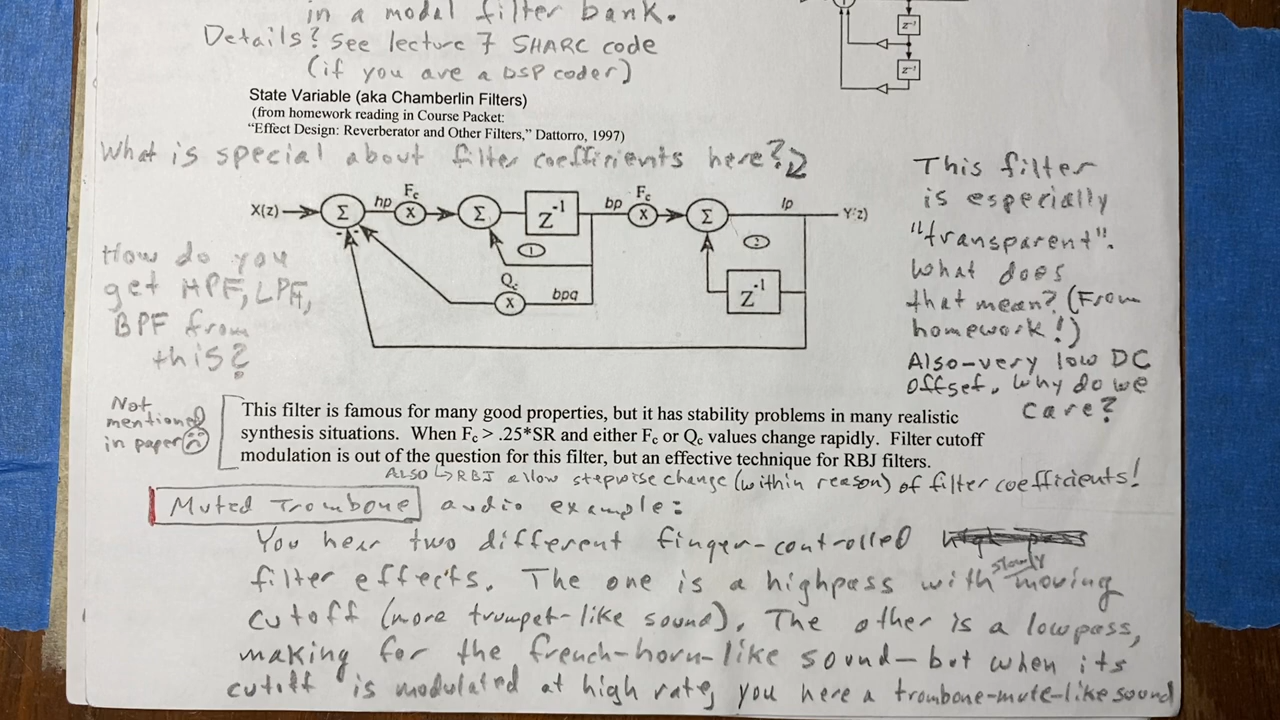 in a modal filter bank.
Details? See lecture 7 SHARC code
(if you are a DSP coder)
z⁻¹
z⁻¹
State Variable (aka Chamberlin Filters)
(from homework reading in Course Packet:
"Effect Design: Reverberator and Other Filters," Dattorro, 1997)
What is special about filter coefficients here?
X(z)
Σ
hp
Fc
X
Σ
Z⁻¹
bp
Fc
X
Σ
lp
Y(z)
- -
1
2
Qc
X
bpq
Z⁻¹
How do you
get HPF, LPF,
BPF from
this?
This filter
is especially
"transparent".
What does
that mean? (From
homework!)
Also-very low DC
offset. Why do we
care?
Not
mentioned
in paper
This filter is famous for many good properties, but it has stability problems in many realistic
synthesis situations. When Fc > .25*SR and either Fc or Qc values change rapidly. Filter cutoff
modulation is out of the question for this filter, but an effective technique for RBJ filters.
ALSO ↳RBJ allow stepwise change (within reason) of filter coefficients!
Muted Trombone audio example:
You hear two different finger-controlled
filter effects. The one is a highpass with slowly moving
cutoff (more trumpet-like sound). The other is a lowpass,
making for the french-horn-like sound-but when its
cutoff is modulated at high rate, you here a trombone-mute-like sound